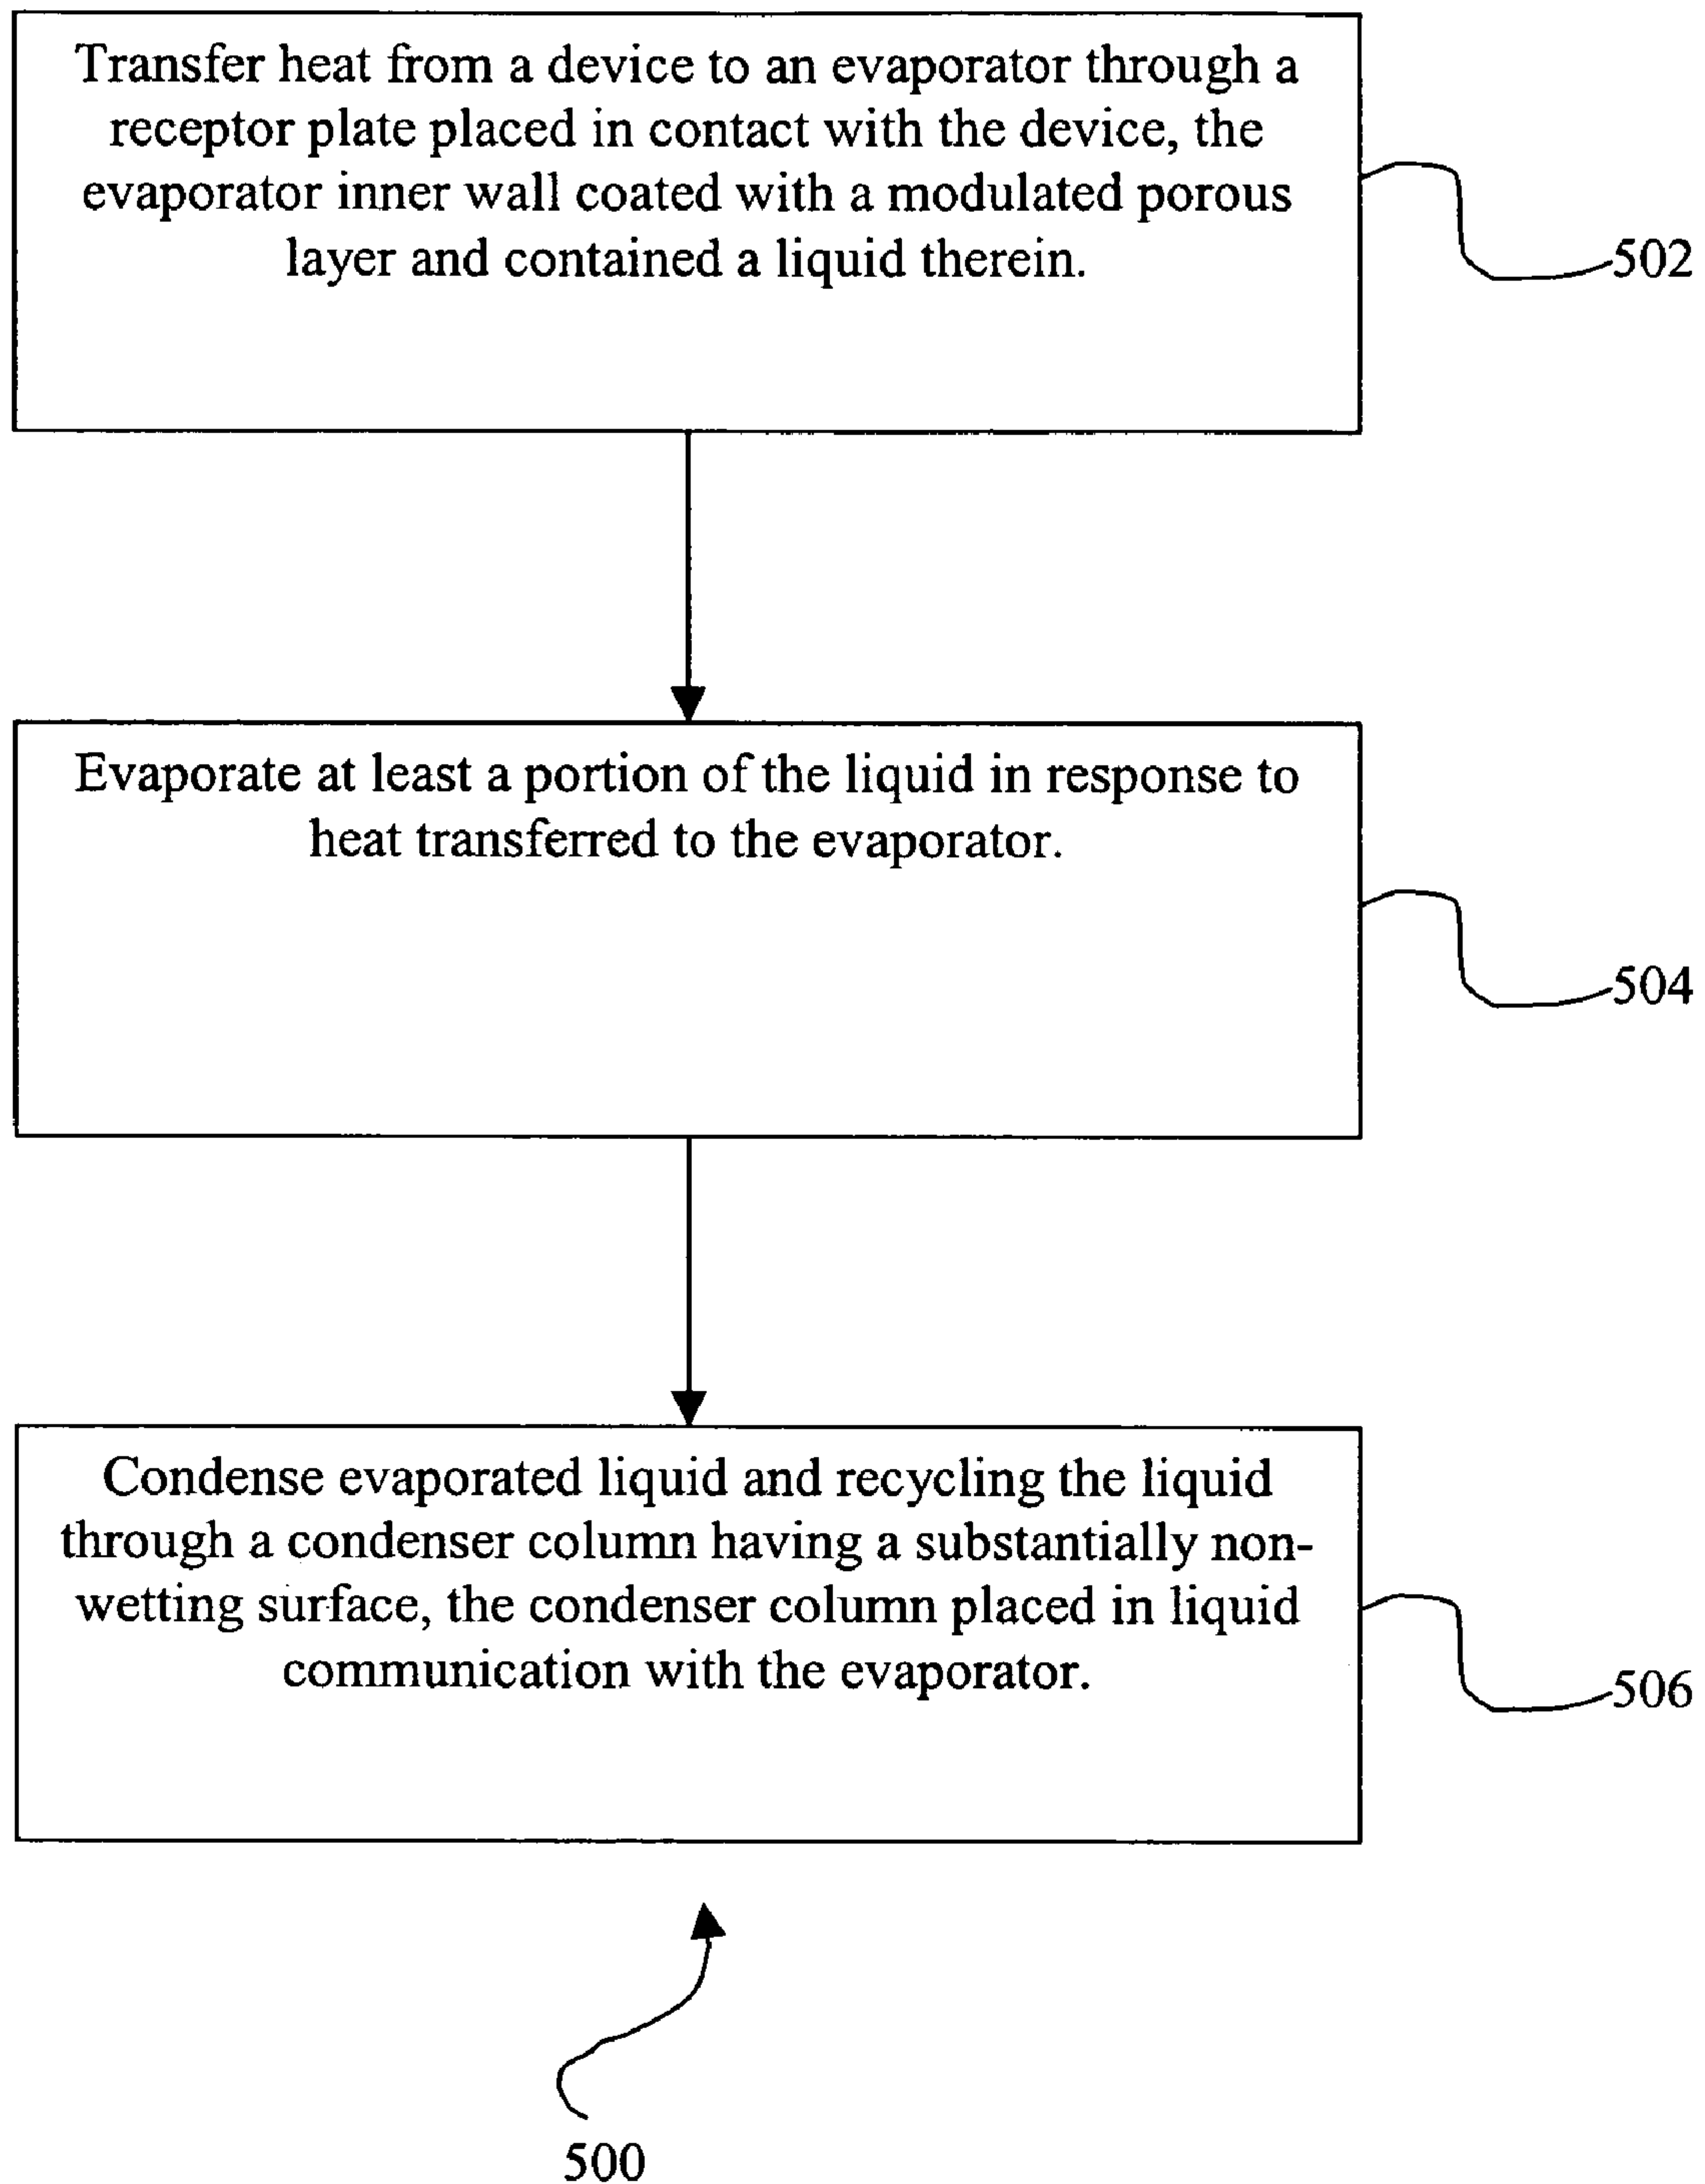 Transfer heat from a device to an evaporator through a
receptor plate placed in contact with the device, the
evaporator inner wall coated with a modulated porous
layer and contained a liquid therein.
502
Evaporate at least a portion of the liquid in response to
heat transferred to the evaporator.
504
Condense evaporated liquid and recycling the liquid
through a condenser column having a substantially non-
wetting surface, the condenser column placed in liquid
communication with the evaporator.
506
500